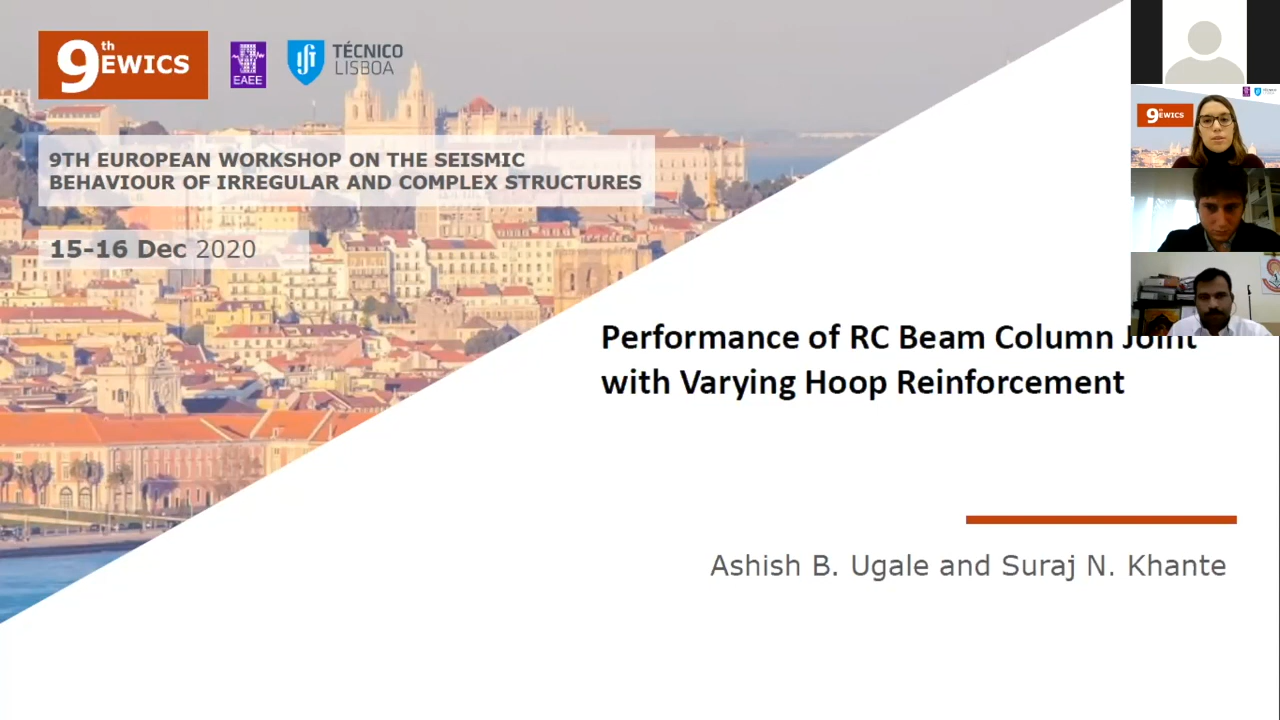 9th EWICS
EAEE
TÉCNICO
LISBOA
9TH EUROPEAN WORKSHOP ON THE SEISMIC
BEHAVIOUR OF IRREGULAR AND COMPLEX STRUCTURES
15-16 Dec 2020
9th EWICS
Performance of RC Beam Column Joint
with Varying Hoop Reinforcement
Ashish B. Ugale and Suraj N. Khante